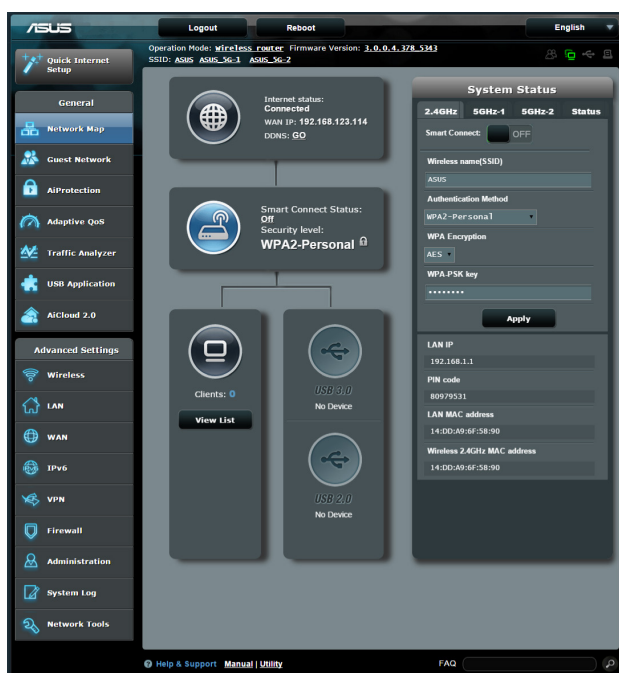 ASUS
Logout
Reboot
English
Quick Internet Setup
Operation Mode: Wireless router Firmware Version: 3.0.0.4.378_5343
SSID: ASUS ASUS_5G-1 ASUS_5G-2
General
Network Map
Guest Network
AiProtection
Adaptive QoS
Traffic Analyzer
USB Application
AiCloud 2.0
Advanced Settings
Wireless
LAN
WAN
IPv6
VPN
Firewall
Administration
System Log
Network Tools
Internet status:
Connected
WAN IP: 192.168.123.114
DDNS: GO
Smart Connect Status:
Off
Security level:
WPA2-Personal
Clients: 0
View List
USB 3.0
No Device
USB 2.0
No Device
System Status
2.4GHz 5GHz-1 5GHz-2 Status
Smart Connect: OFF
Wireless name(SSID)
ASUS
Authentication Method
WPA2-Personal
WPA Encryption
AES
WPA-PSK key
••••••••
Apply
LAN IP
192.168.1.1
PIN code
80979531
LAN MAC address
14:DD:A9:6F:58:90
Wireless 2.4GHz MAC address
14:DD:A9:6F:58:90
Help & Support Manual | Utility
FAQ